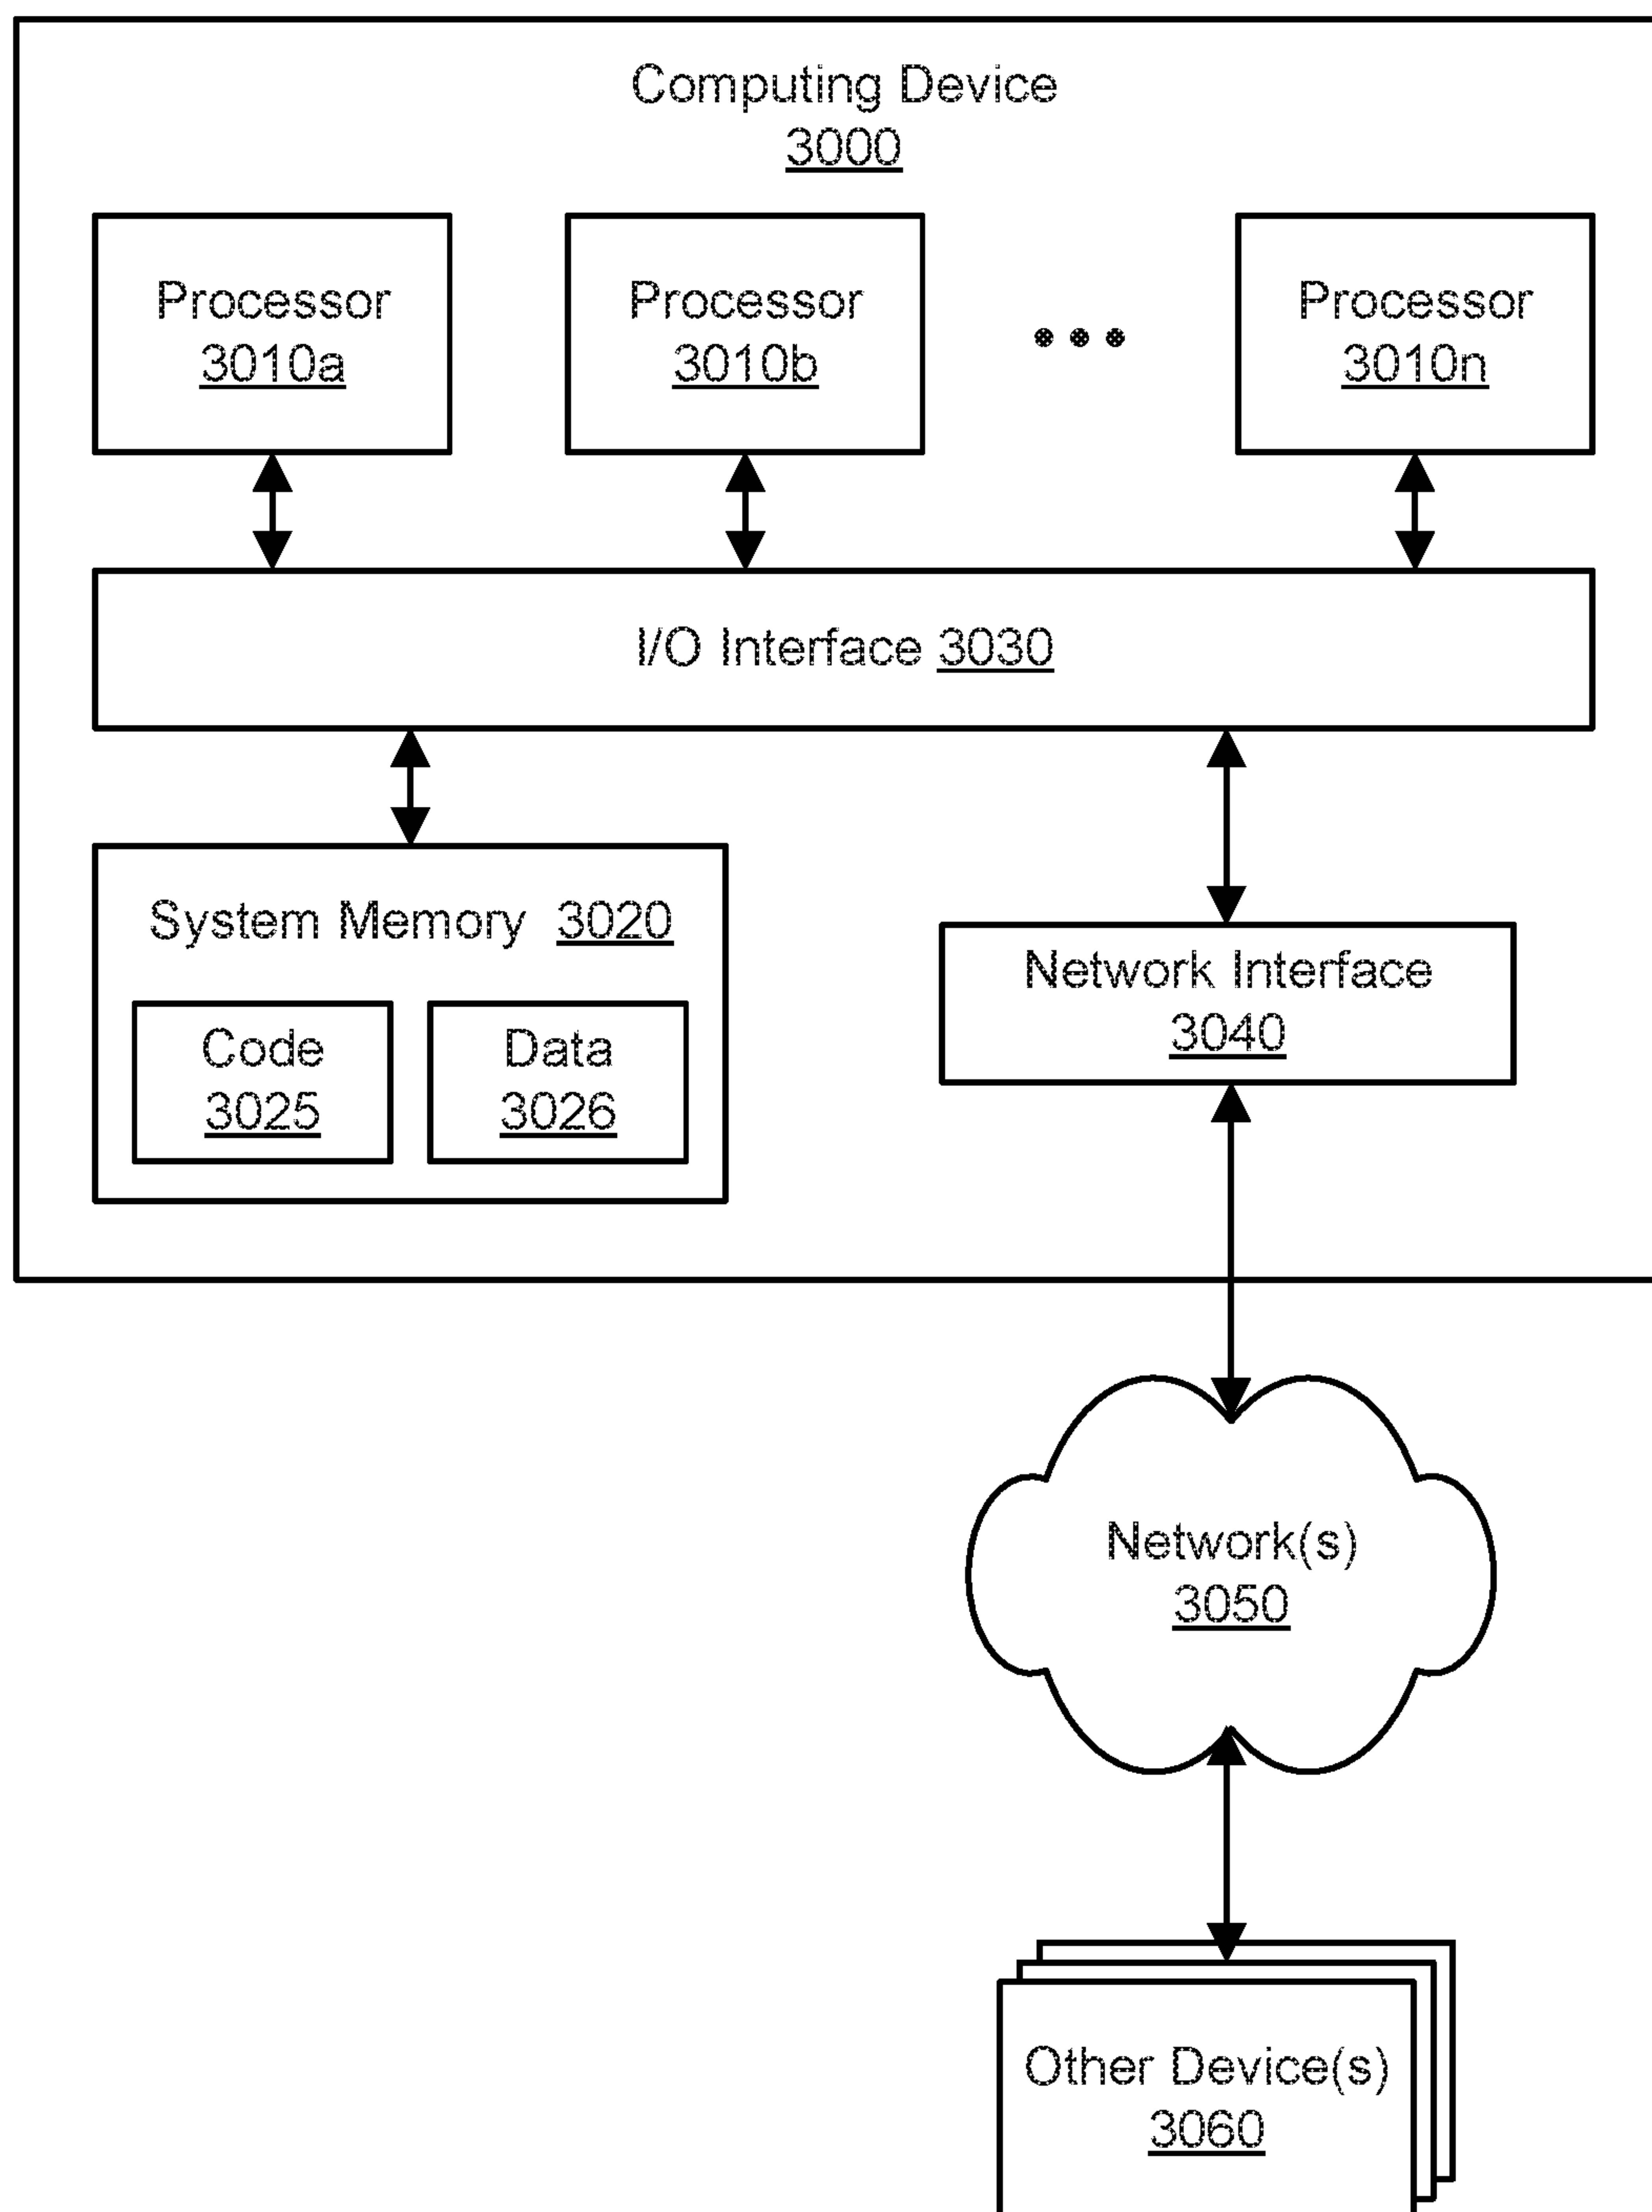 Computing Device
3000
Processor
3010a
Processor
3010b
Processor
3010n
I/O Interface 3030
System Memory 3020
Code
3025
Data
3026
Network Interface
3040
Network(s)
3050
Other Device(s)
3060